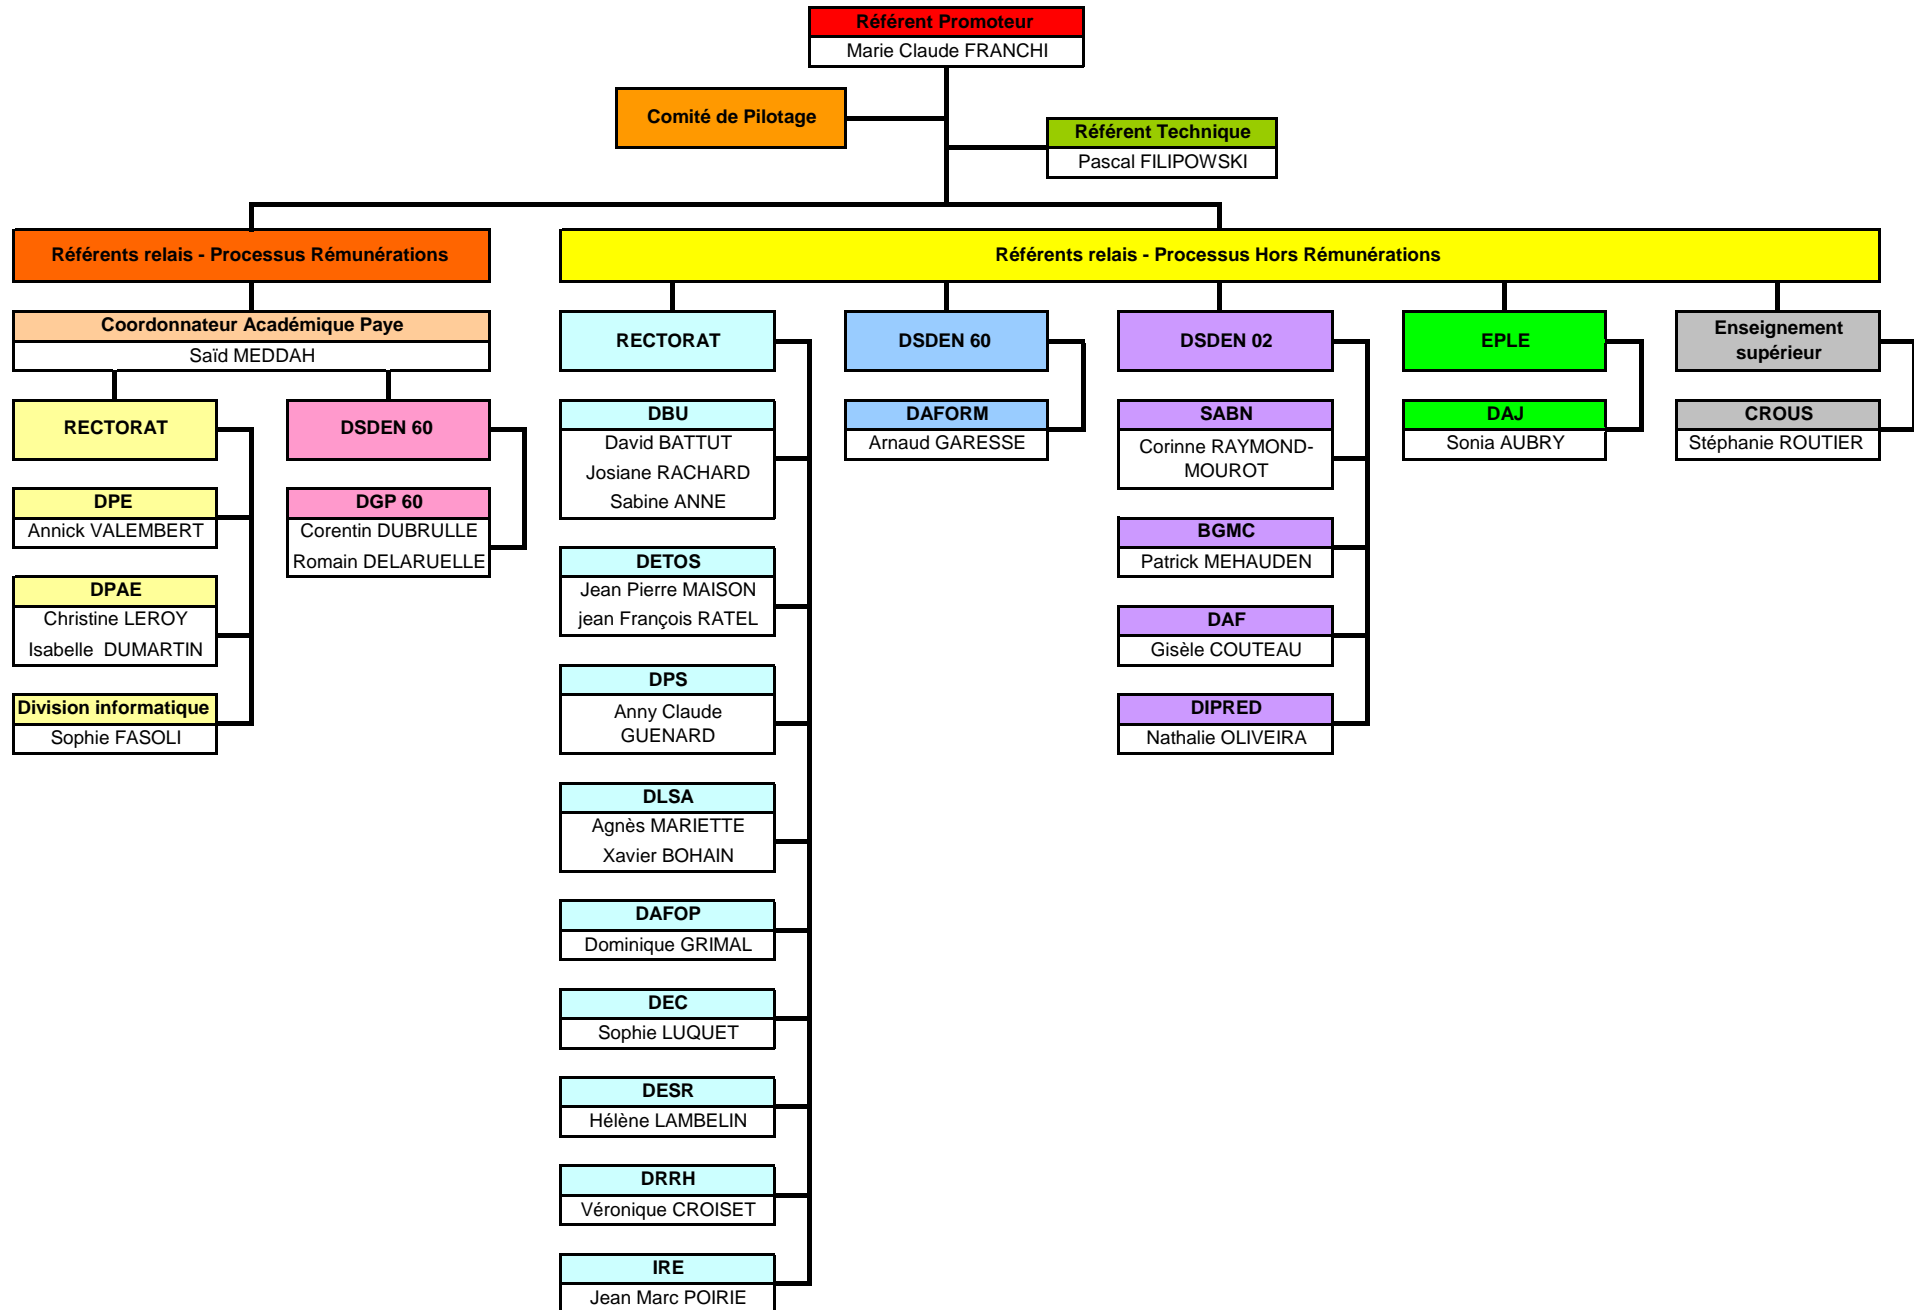 Référent Promoteur
Marie Claude FRANCHI
Comité de Pilotage
Référent Technique
Pascal FILIPOWSKI
Référents relais - Processus Rémunérations
Référents relais - Processus Hors Rémunérations
Coordonnateur Académique Paye
Saïd MEDDAH
RECTORAT
DPE
Annick VALEMBERT
DPAE
Christine LEROY
Isabelle  DUMARTIN
Division informatique
Sophie FASOLI
DSDEN 60
DGP 60
Corentin DUBRULLE
Romain DELARUELLE
RECTORAT
DBU
David BATTUT
Josiane RACHARD
Sabine ANNE
DETOS
Jean Pierre MAISON
jean François RATEL
DPS
Anny Claude
GUENARD
DLSA
Agnès MARIETTE
Xavier BOHAIN
DAFOP
Dominique GRIMAL
DEC
Sophie LUQUET
DESR
Hélène LAMBELIN
DRRH
Véronique CROISET
IRE
Jean Marc POIRIE
DSDEN 60
DAFORM
Arnaud GARESSE
DSDEN 02
SABN
Corinne RAYMOND-
MOUROT
BGMC
Patrick MEHAUDEN
DAF
Gisèle COUTEAU
DIPRED
Nathalie OLIVEIRA
EPLE
DAJ
Sonia AUBRY
Enseignement
supérieur
CROUS
Stéphanie ROUTIER